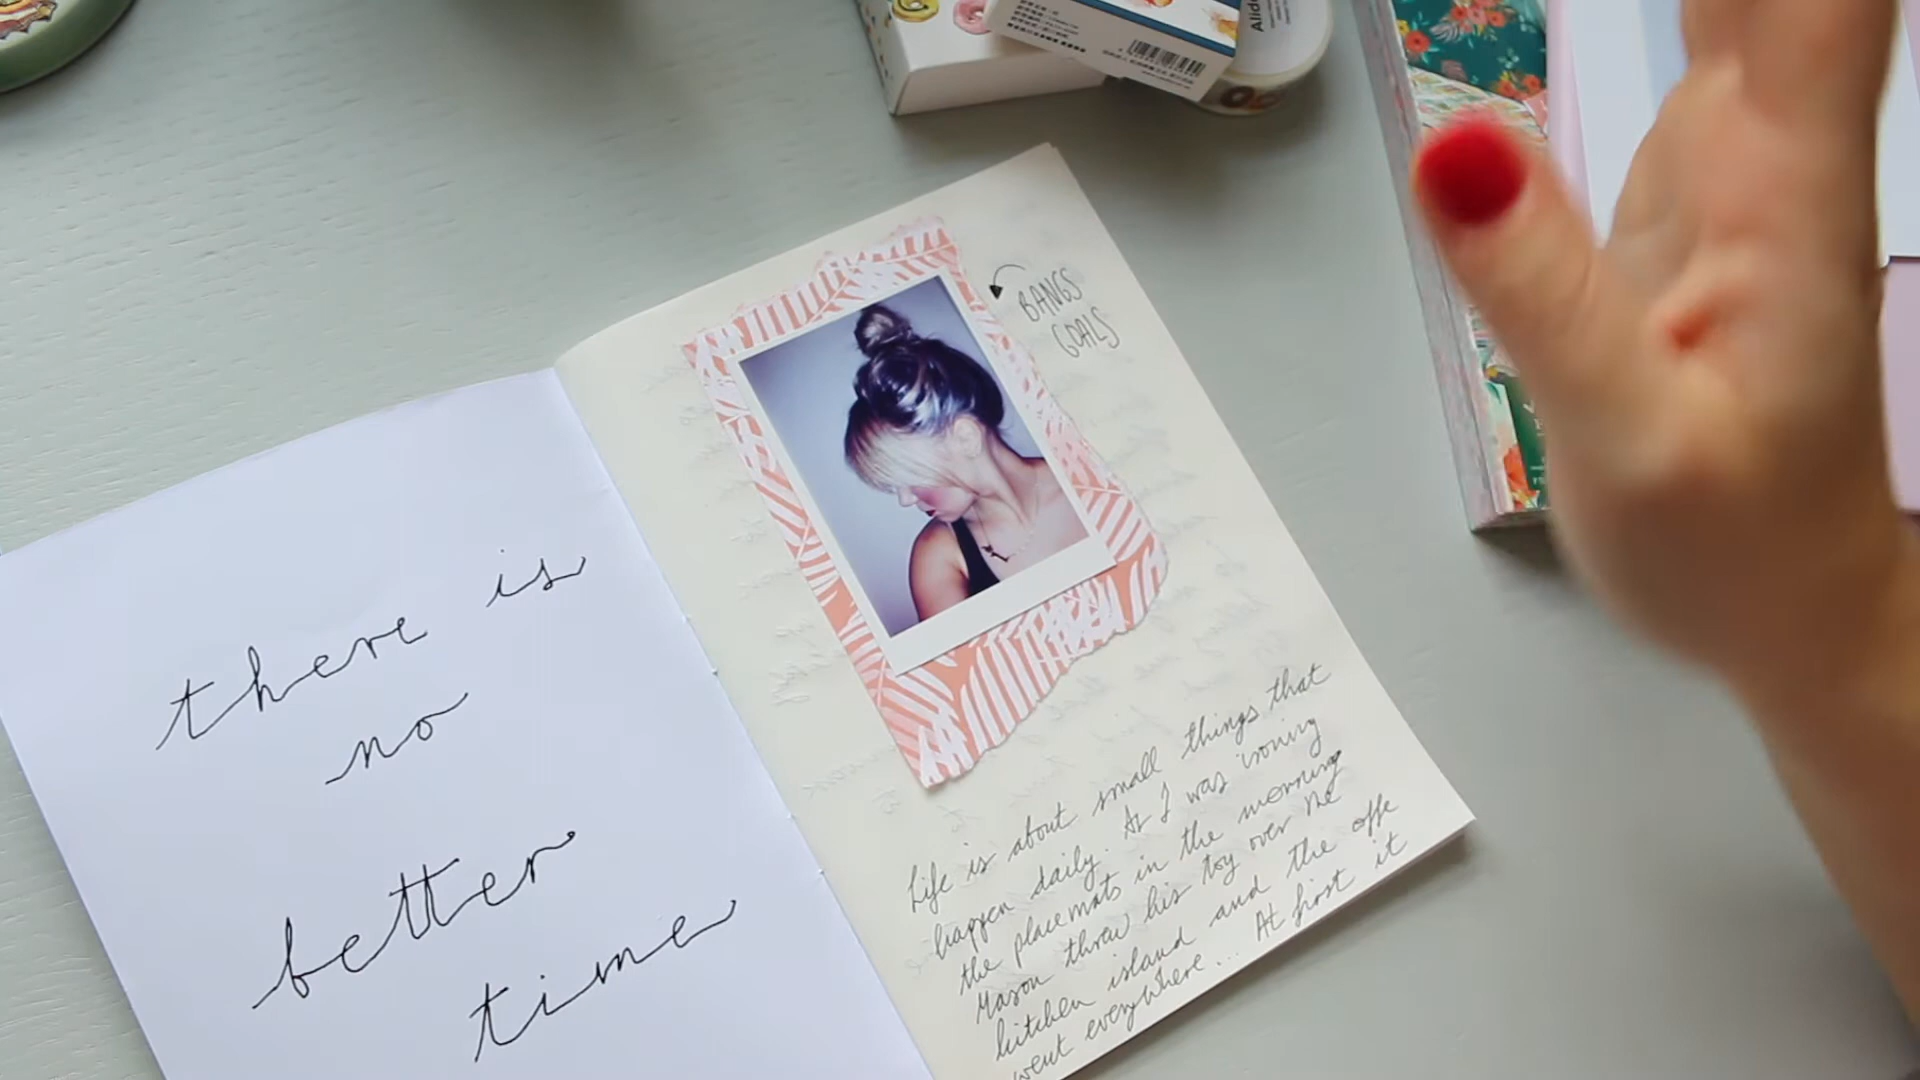 there is
no
better
time
BANGS
GOALS
Life is about small things that
happen daily. As I was ironing
the placemats in the morning
Mason threw his toy over the
kitchen island and the offe
went everywhere... At first it
Alide